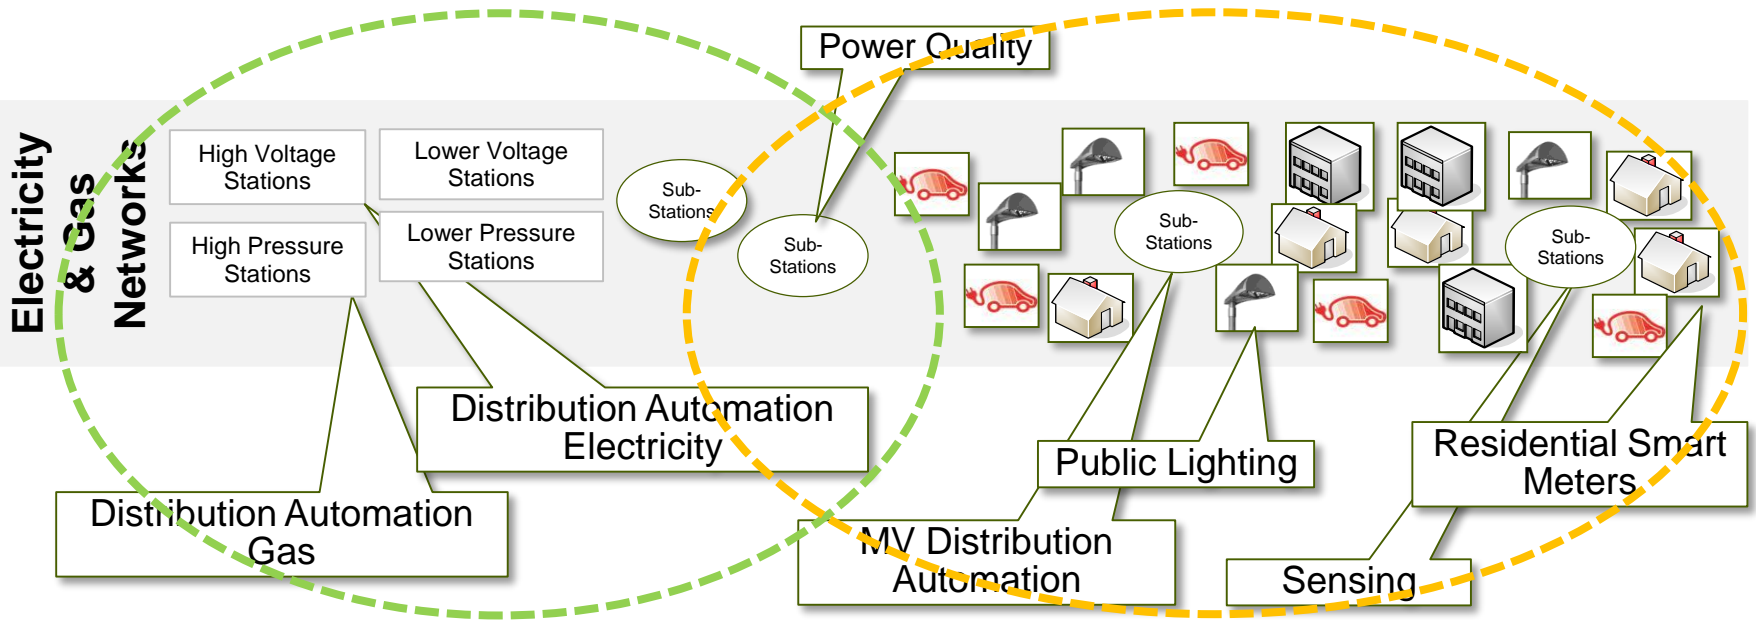 Power Quality
Electricity
& Gas
Networks
High Voltage
Stations
Lower Voltage
Stations
High Pressure
Stations
Lower Pressure
Stations
Sub-
Stations
Sub-
Stations
Sub-
Stations
Sub-
Stations
Distribution Automation
Electricity
Distribution Automation
Gas
Public Lighting
MV Distribution
Automation
Residential Smart
Meters
Sensing